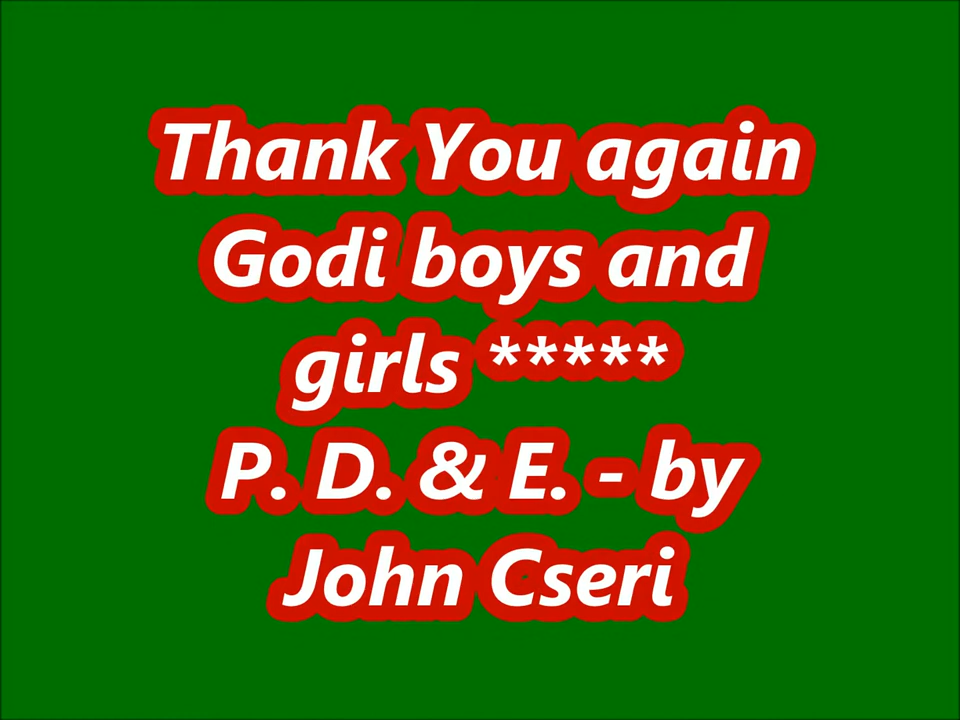 Thank You again
Godi boys and
girls *****
P. D. & E. - by
John Cseri